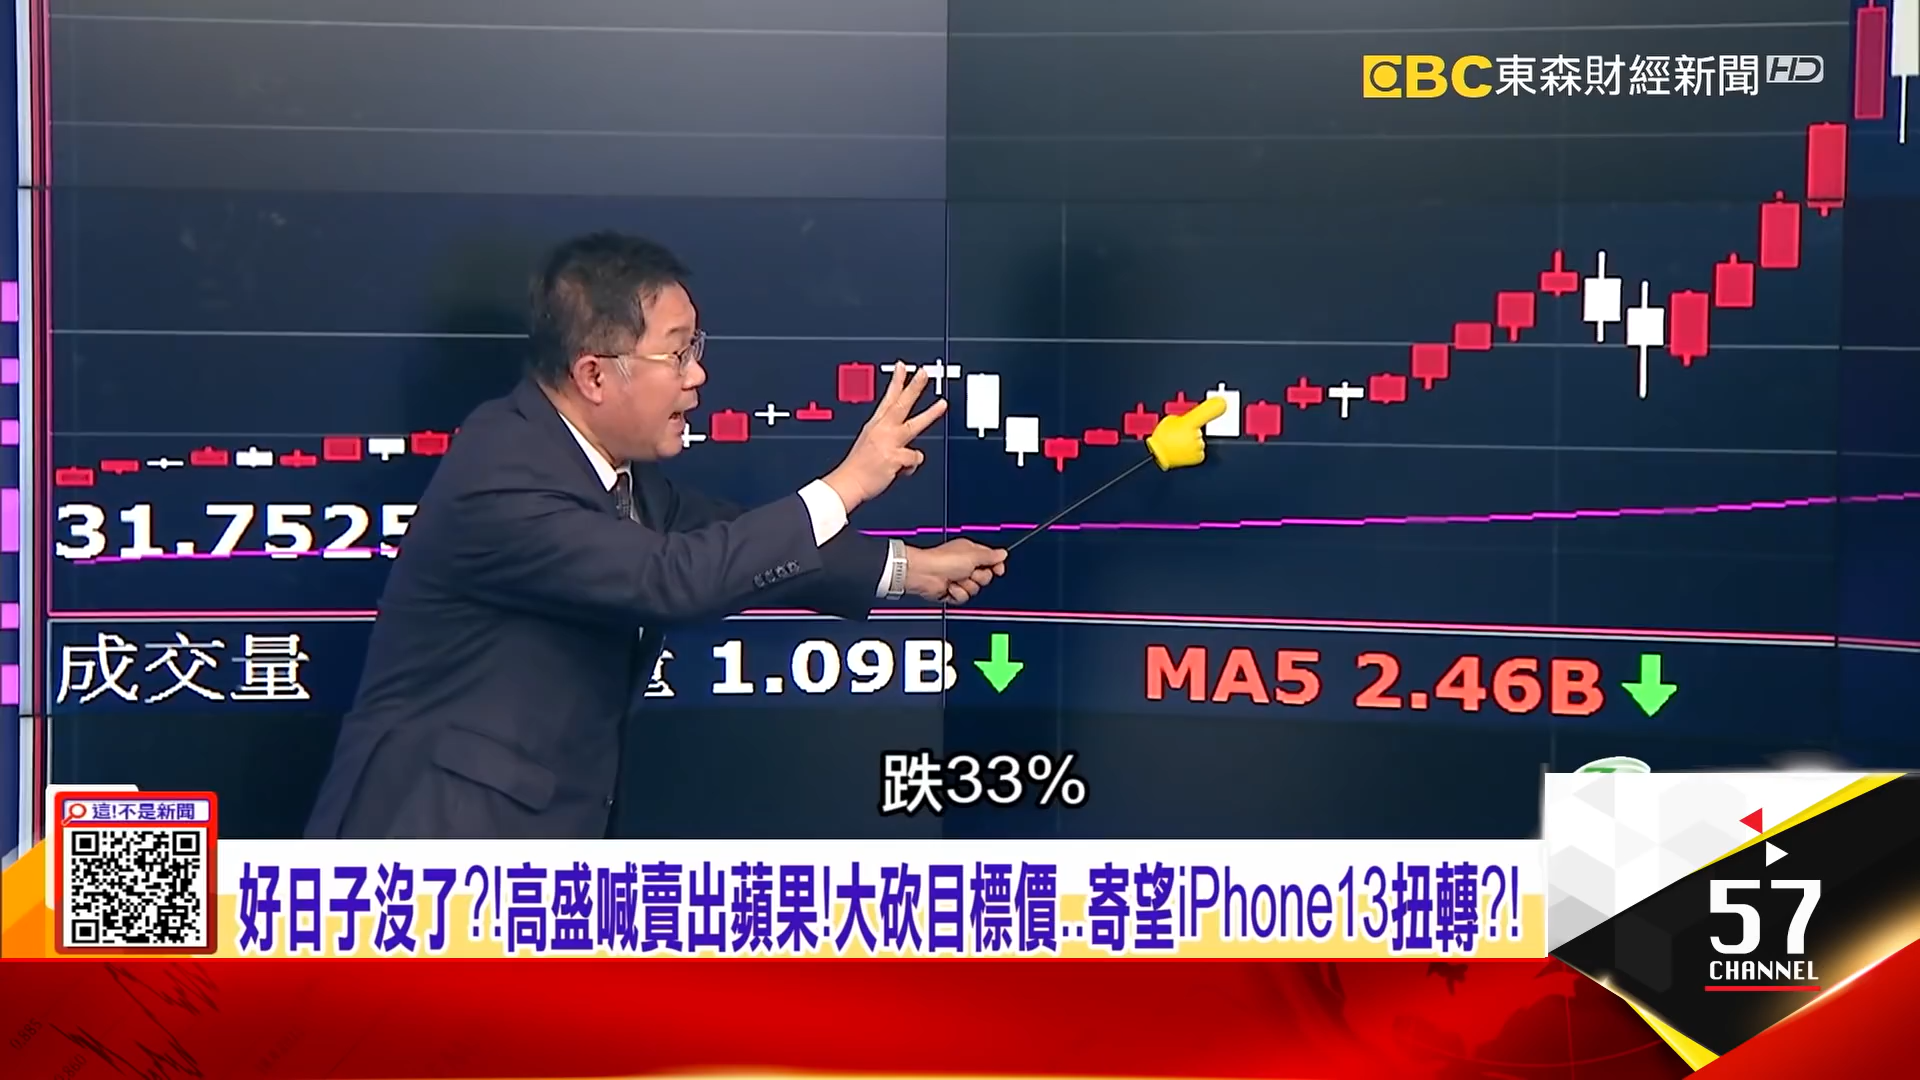 EBC東森財經新聞HD
31.7525
成交量
量 1.09B
MA5 2.46B
跌33%
這!不是新聞
好日子沒了?!高盛喊賣出蘋果!大砍目標價..寄望iPhone13扭轉?!
57
CHANNEL